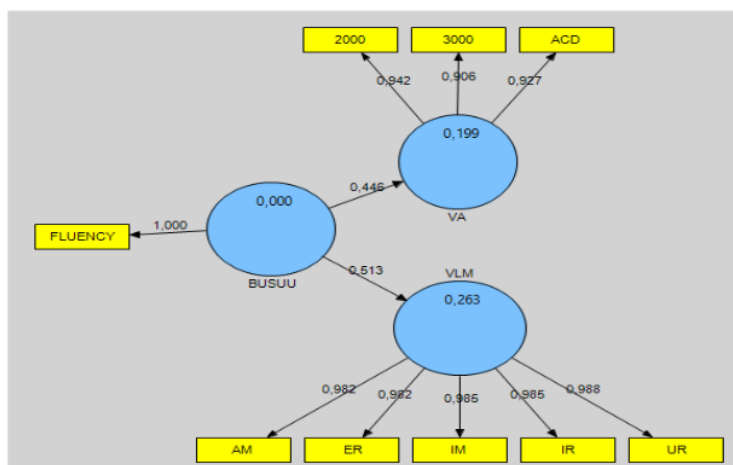 2000 3000 ACD
0,942 0,906 0,927
0,199
VA
0,446
0,000
BUSUU
1,000
FLUENCY
0,513
VLM
0,263
0,982 0,982 0,985 0,985 0,988
AM ER IM IR UR